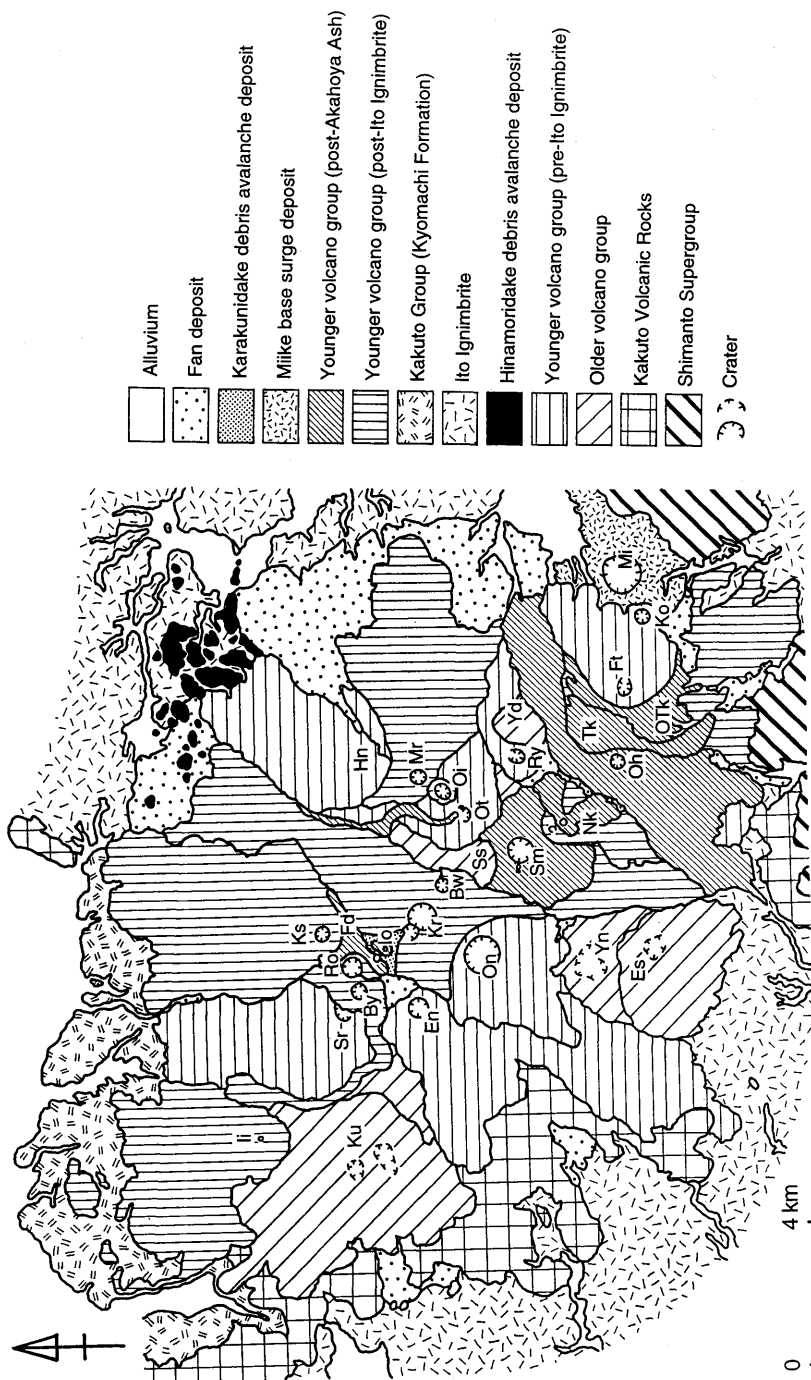 Alluvium
Fan deposit
Karakunidake debris avalanche deposit
Miike base surge deposit
Younger volcano group (post-Akahoya Ash)
Younger volcano group (post-Ito Ignimbrite)
Kakuto Group (Kyomachi Formation)
Ito Ignimbrite
Hinamoridake debris avalanche deposit
Younger volcano group (pre-Ito Ignimbrite)
Older volcano group
Kakuto Volcanic Rocks
Shimanto Supergroup
Crater
Ii
Ku
Sr
By
Ro
Ks
Fd
Io
En
Kr
Bw
On
Yn
Es
Hn
Mr
OI
Ot
Ss
Sm
Nk
Yd
Ry
Tk
Oh
OTk
Ft
Ko
Mi
0
4 km